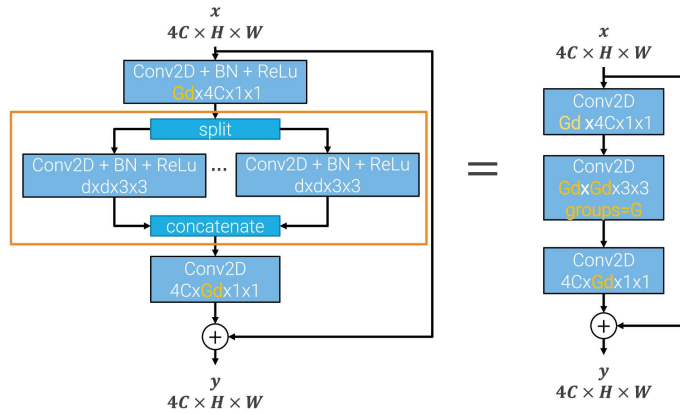 x
4C × H × W
Conv2D + BN + ReLu
Gdx4Cx1x1
split
Conv2D + BN + ReLu
dxdx3x3
...
Conv2D + BN + ReLu
dxdx3x3
concatenate
Conv2D
4CxGdx1x1
+
y
4C × H × W
=
x
4C × H × W
Conv2D
Gd x4Cx1x1
Conv2D
GdxGdx3x3
groups=G
Conv2D
4CxGdx1x1
+
y
4C × H × W